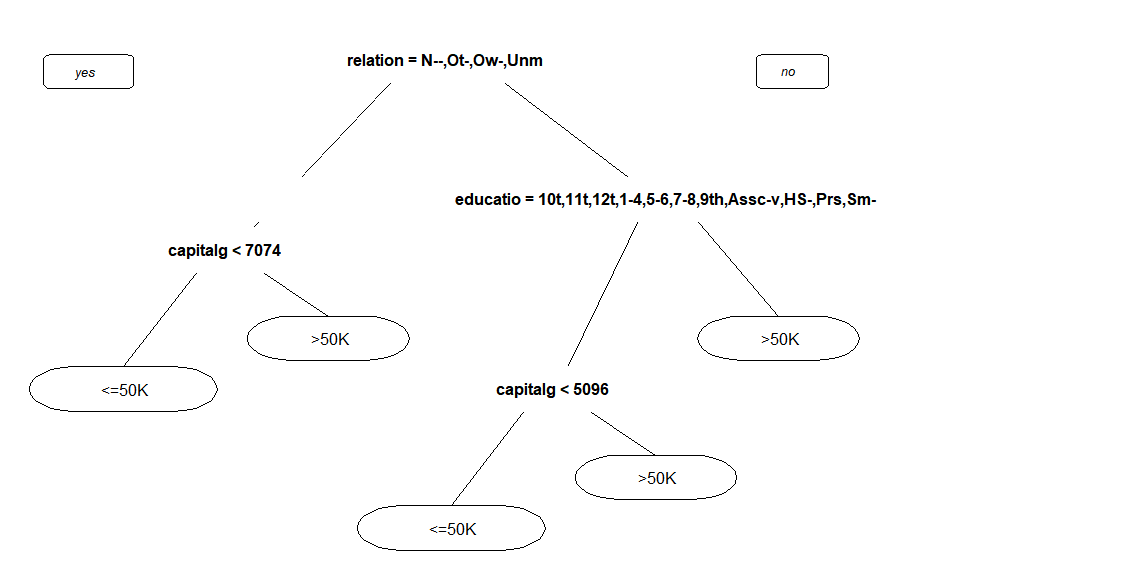 yes
relation = N--,Ot-,Ow-,Unm
no
educatio = 10t,11t,12t,1-4,5-6,7-8,9th,Assc-v,HS-,Prs,Sm-
capitalg < 7074
>50K
>50K
<=50K
capitalg < 5096
>50K
<=50K